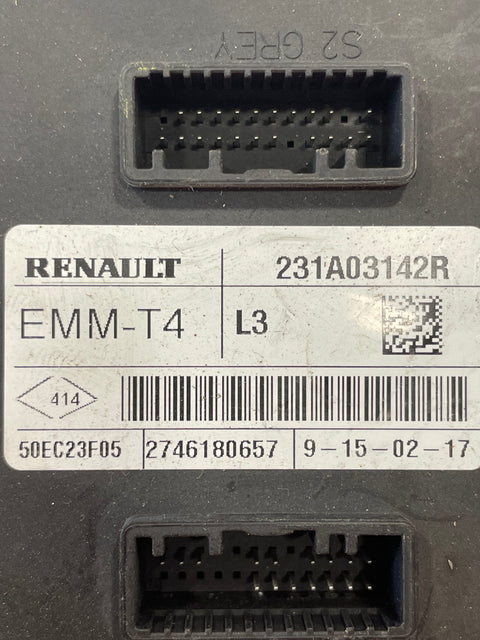 S2 GREY
RENAULT 231A03142R
EMM-T4 L3
414
50EC23F05 2746180657 9-15-02-17